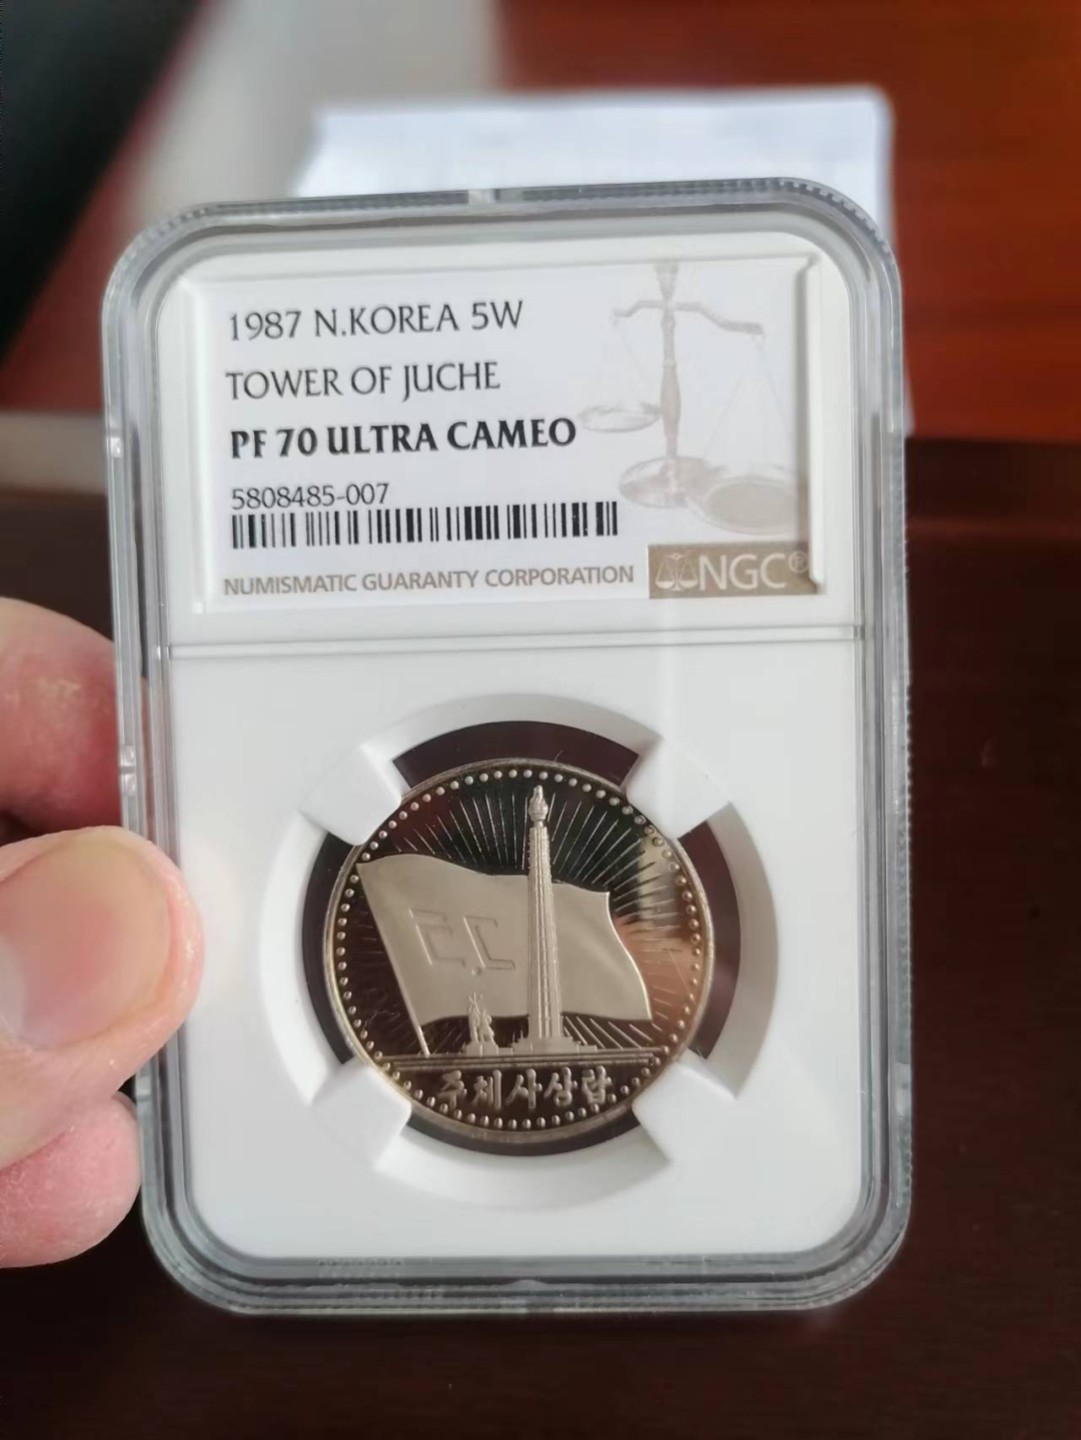 1987 N.KOREA 5W
TOWER OF JUCHE
PF 70 ULTRA CAMEO
5808485-007
NUMISMATIC GUARANTY CORPORATION
NGC®
주체사상탑